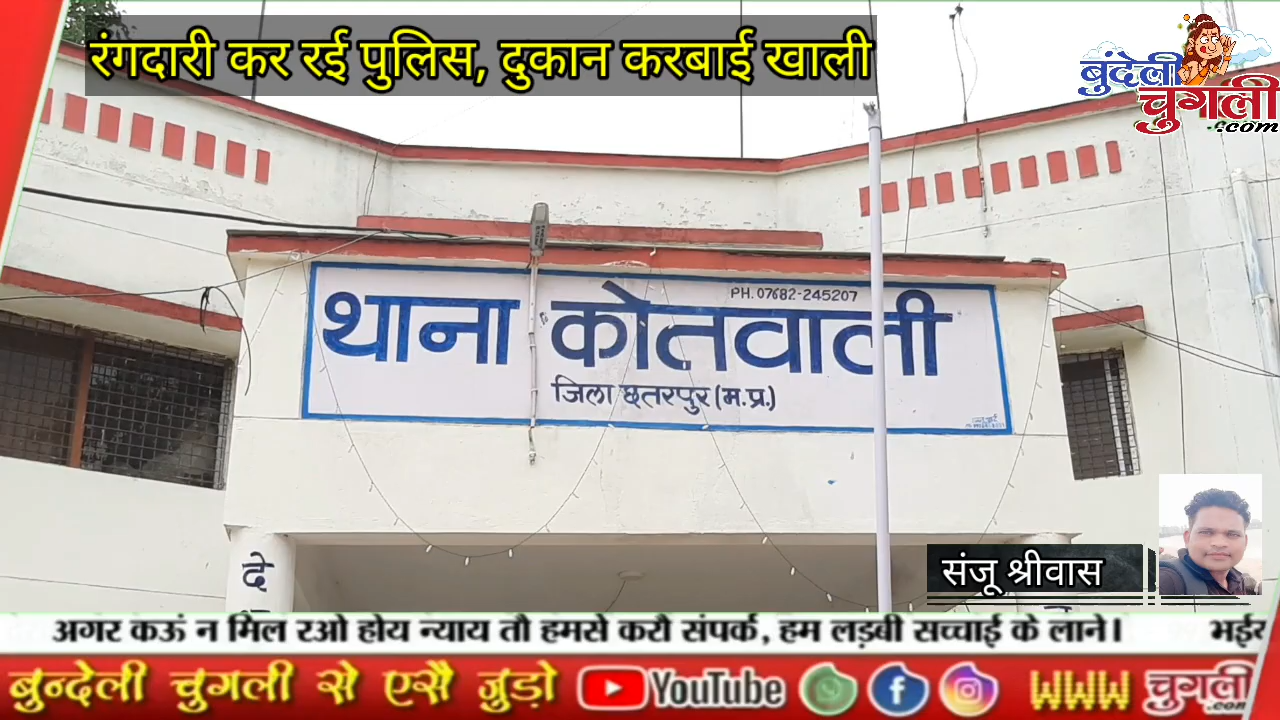 रंगदारी कर रई पुलिस, दुकान करबाई खाली
बुंदेली
चुगली
.com
PH. 07682-245207
थाना कोतवाली
जिला छतरपुर (म.प्र.)
दे
संजू श्रीवास
अगर कऊं न मिल रओ होय न्याय तौ हमसे करौ संपर्क, हम लड़बी सच्चाई के लाने।
बुन्देली चुगली से एसै जुड़ो YouTube www चुगली
.com